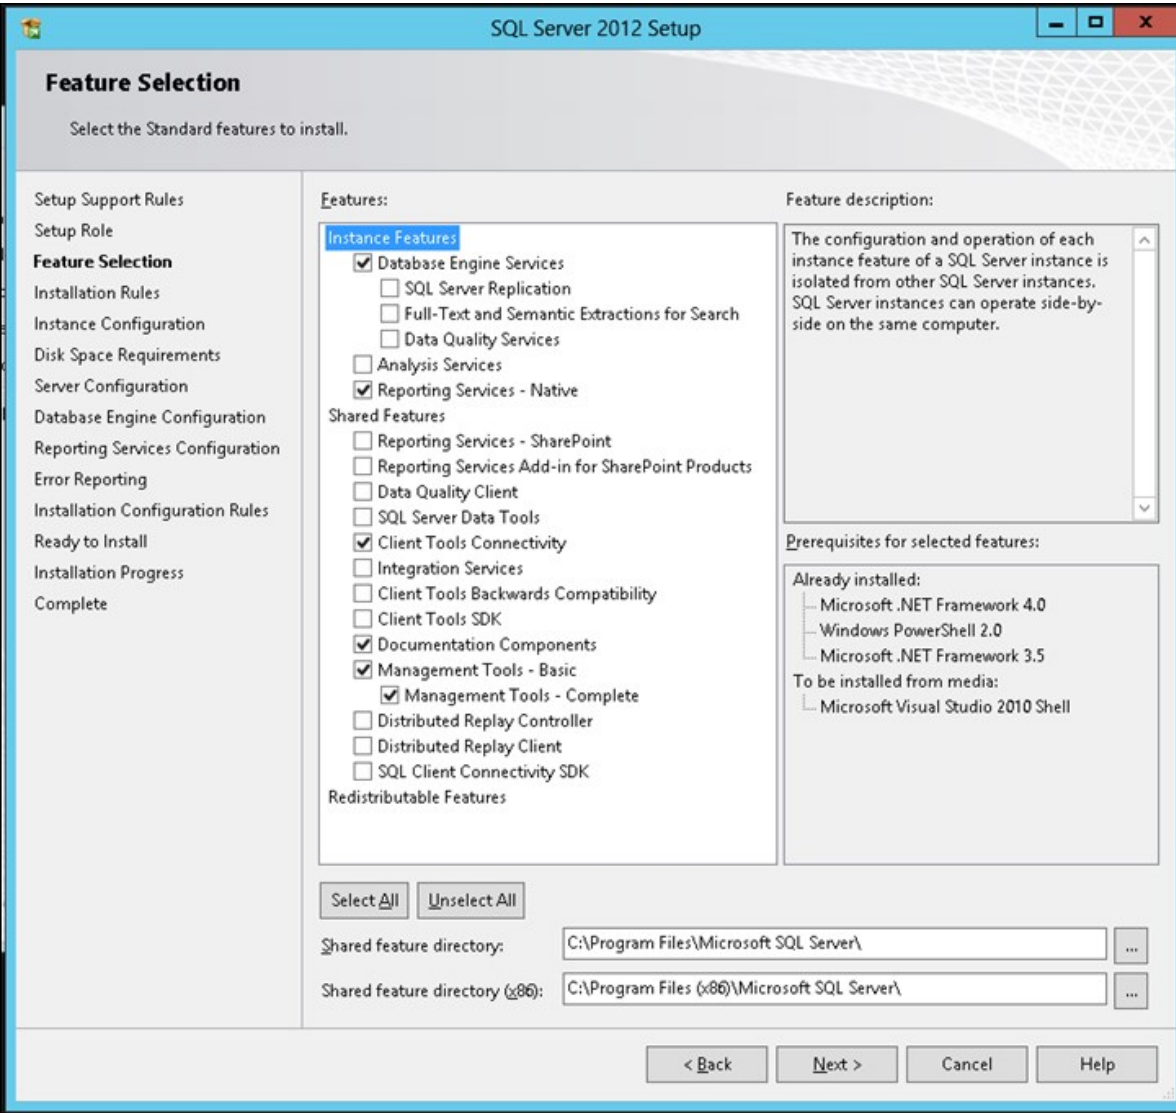 SQL Server 2012 Setup
Feature Selection
Select the Standard features to install.
Setup Support Rules
Setup Role
Feature Selection
Installation Rules
Instance Configuration
Disk Space Requirements
Server Configuration
Database Engine Configuration
Reporting Services Configuration
Error Reporting
Installation Configuration Rules
Ready to Install
Installation Progress
Complete
Features:
Instance Features
Database Engine Services
SQL Server Replication
Full-Text and Semantic Extractions for Search
Data Quality Services
Analysis Services
Reporting Services - Native
Shared Features
Reporting Services - SharePoint
Reporting Services Add-in for SharePoint Products
Data Quality Client
SQL Server Data Tools
Client Tools Connectivity
Integration Services
Client Tools Backwards Compatibility
Client Tools SDK
Documentation Components
Management Tools - Basic
Management Tools - Complete
Distributed Replay Controller
Distributed Replay Client
SQL Client Connectivity SDK
Redistributable Features
Feature description:
The configuration and operation of each
instance feature of a SQL Server instance is
isolated from other SQL Server instances.
SQL Server instances can operate side-by-
side on the same computer.
Prerequisites for selected features:
Already installed:
Microsoft .NET Framework 4.0
Windows PowerShell 2.0
Microsoft .NET Framework 3.5
To be installed from media:
Microsoft Visual Studio 2010 Shell
Select All
Unselect All
Shared feature directory:
C:\Program Files\Microsoft SQL Server\
...
Shared feature directory (x86):
C:\Program Files (x86)\Microsoft SQL Server\
...
< Back
Next >
Cancel
Help